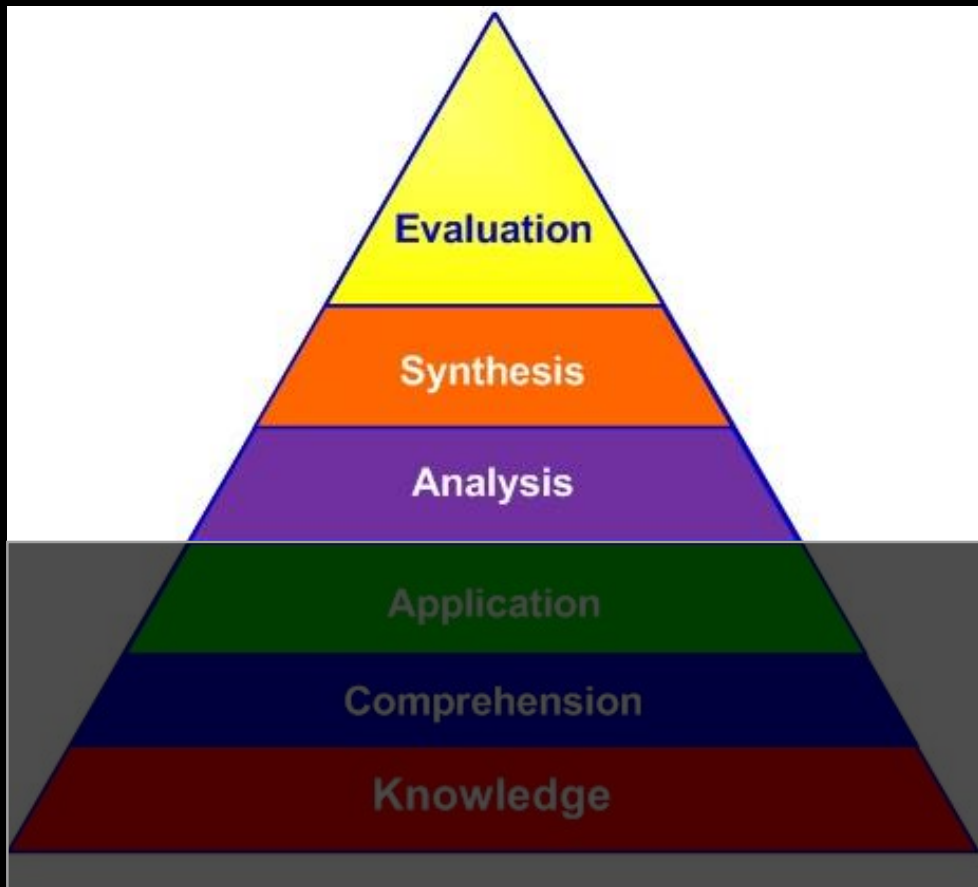 Evaluation
Synthesis
Analysis
Application
Comprehension
Knowledge